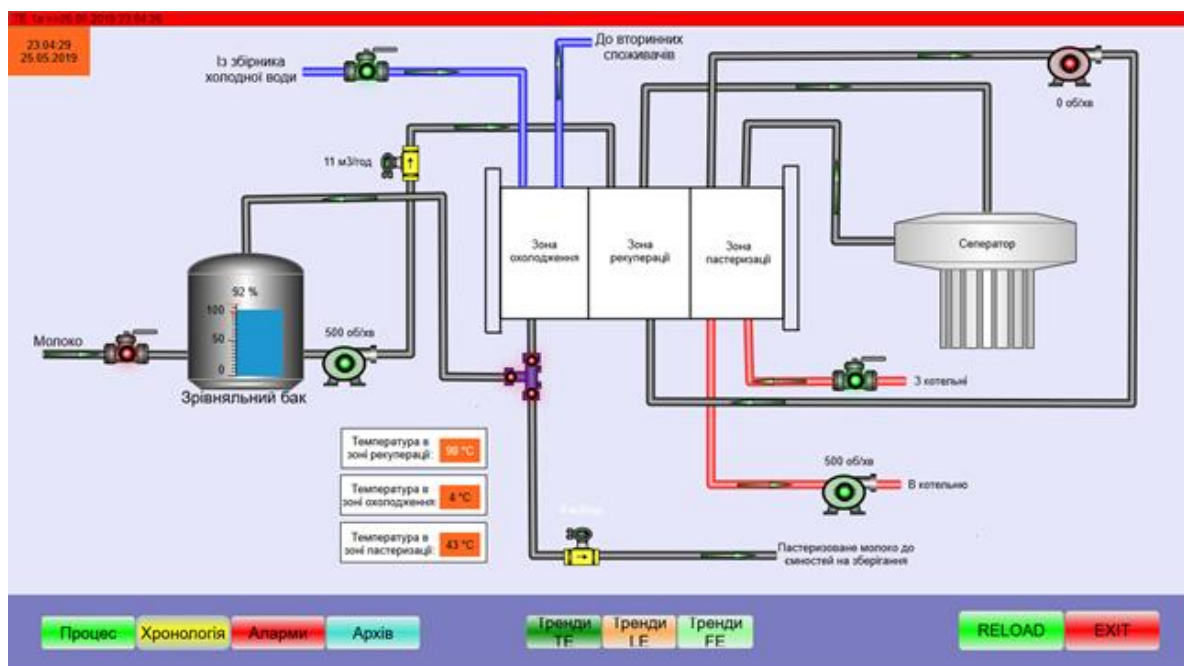 23:04:29
25.05.2019
Із збірника
холодної води
До вторинних
споживачів
0 об/хв
11 м3/год
Зона
охолодження
Зона
рекуперації
Зона
пастеризації
Сепаратор
92 %
100
50
0
500 об/хв
Молоко
Зрівняльний бак
З котельні
500 об/хв
В котельню
Температура в
зоні рекуперації:
90 °C
Температура в
зоні охолодження:
4 °C
Температура в
зоні пастеризації:
43 °C
Пастеризоване молоко до
ємностей на зберігання
Процес
Хронологія
Аларми
Архів
Тренди
TE
Тренди
LE
Тренди
FE
RELOAD
EXIT